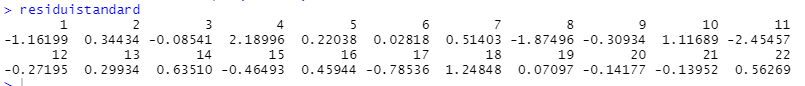 > residuistandard
1 2 3 4 5 6 7 8 9 10 11
-1.16199 0.34434 -0.08541 2.18996 0.22038 0.02818 0.51403 -1.87496 -0.30934 1.11689 -2.45457
12 13 14 15 16 17 18 19 20 21 22
-0.27195 0.29934 0.63510 -0.46493 0.45944 -0.78536 1.24848 0.07097 -0.14177 -0.13952 0.56269
>